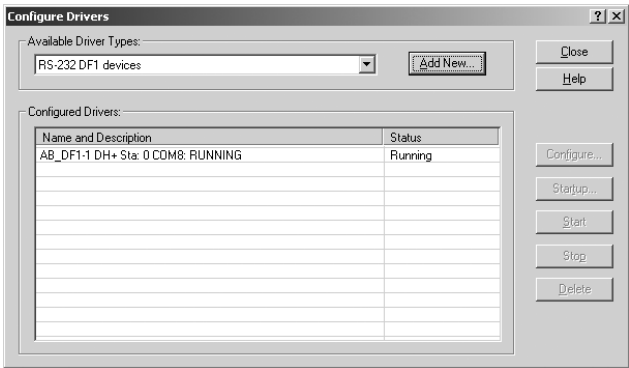 Configure Drivers
Available Driver Types:
RS-232 DF1 devices
Add New...
Close
Help
Configured Drivers:
Name and Description Status
AB_DF1-1 DH+ Sta: 0 COM8: RUNNING Running
Configure...
Startup...
Start
Stop
Delete